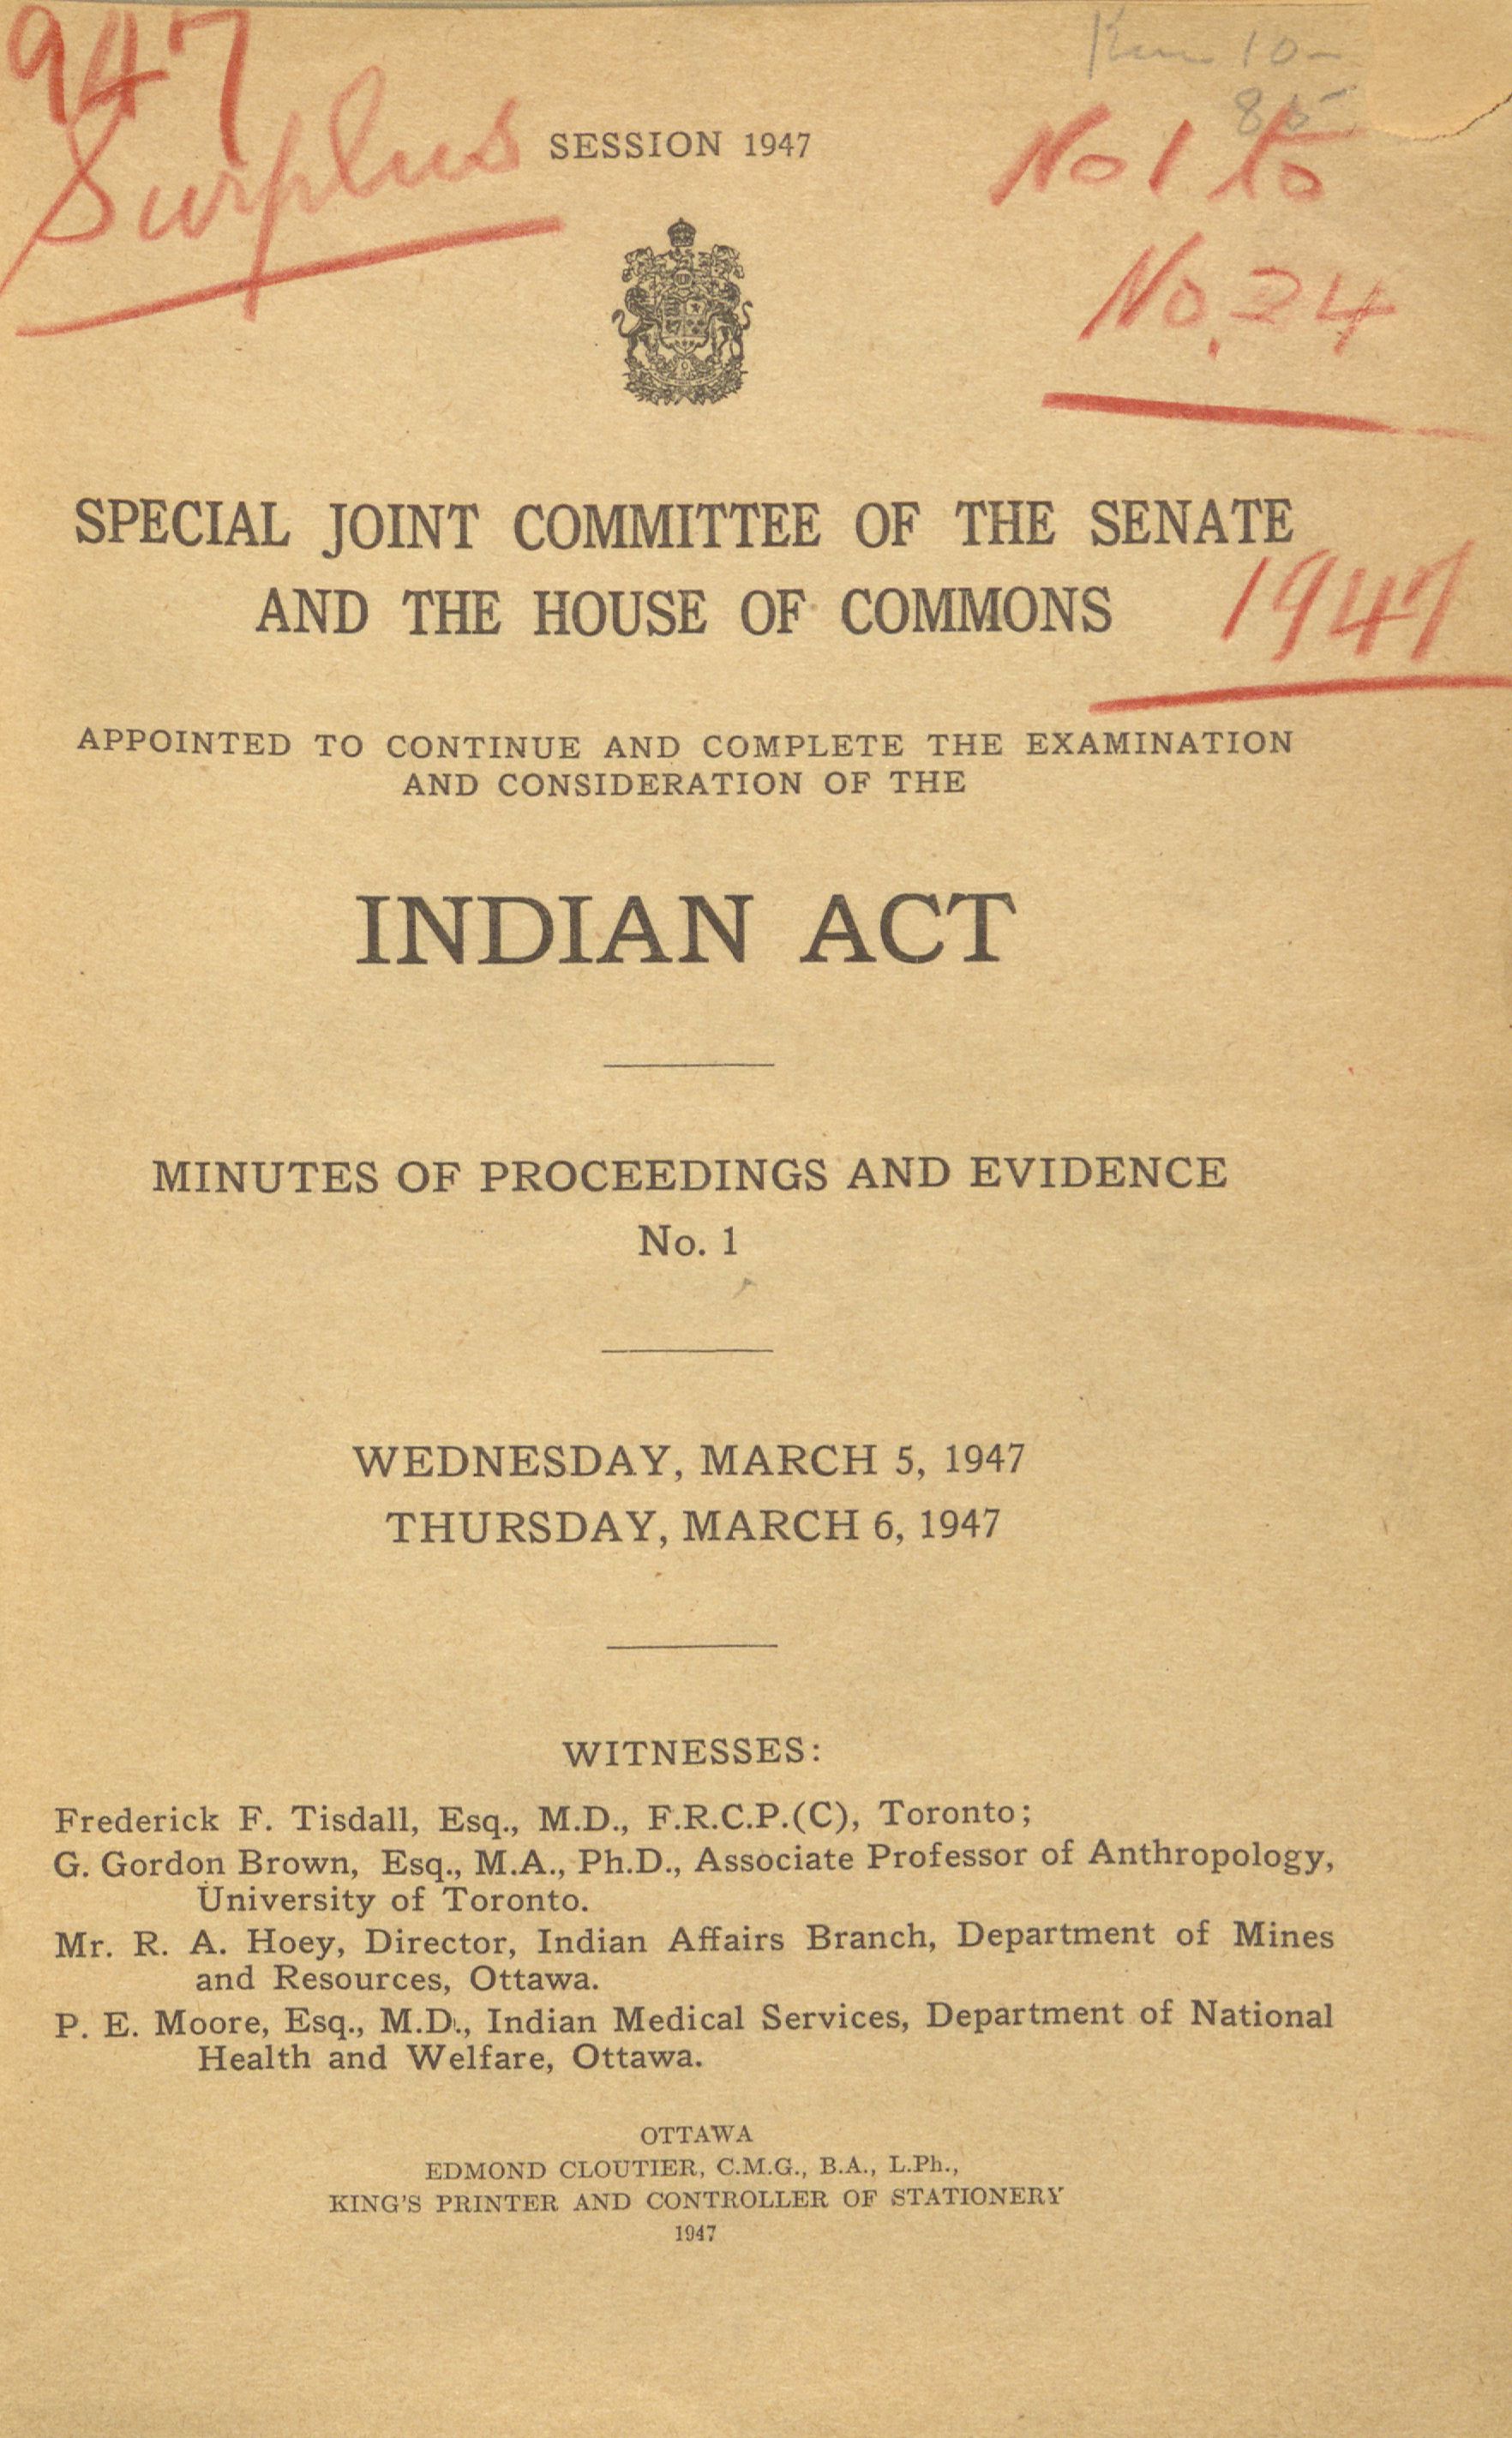 947
Surplus
SESSION 1947
10-
No 1 to
No. 24
SPECIAL JOINT COMMITTEE OF THE SENATE
AND THE HOUSE OF COMMONS
1947
APPOINTED TO CONTINUE AND COMPLETE THE EXAMINATION
AND CONSIDERATION OF THE
INDIAN ACT
MINUTES OF PROCEEDINGS AND EVIDENCE
No. 1
WEDNESDAY, MARCH 5, 1947
THURSDAY, MARCH 6, 1947
WITNESSES:
Frederick F. Tisdall, Esq., M.D., F.R.C.P.(C), Toronto;
G. Gordon Brown, Esq., M.A., Ph.D., Associate Professor of Anthropology,
University of Toronto.
Mr. R. A. Hoey, Director, Indian Affairs Branch, Department of Mines
and Resources, Ottawa.
P. E. Moore, Esq., M.D., Indian Medical Services, Department of National
Health and Welfare, Ottawa.
OTTAWA
EDMOND CLOUTIER, C.M.G., B.A., L.Ph.,
KING'S PRINTER AND CONTROLLER OF STATIONERY
1947